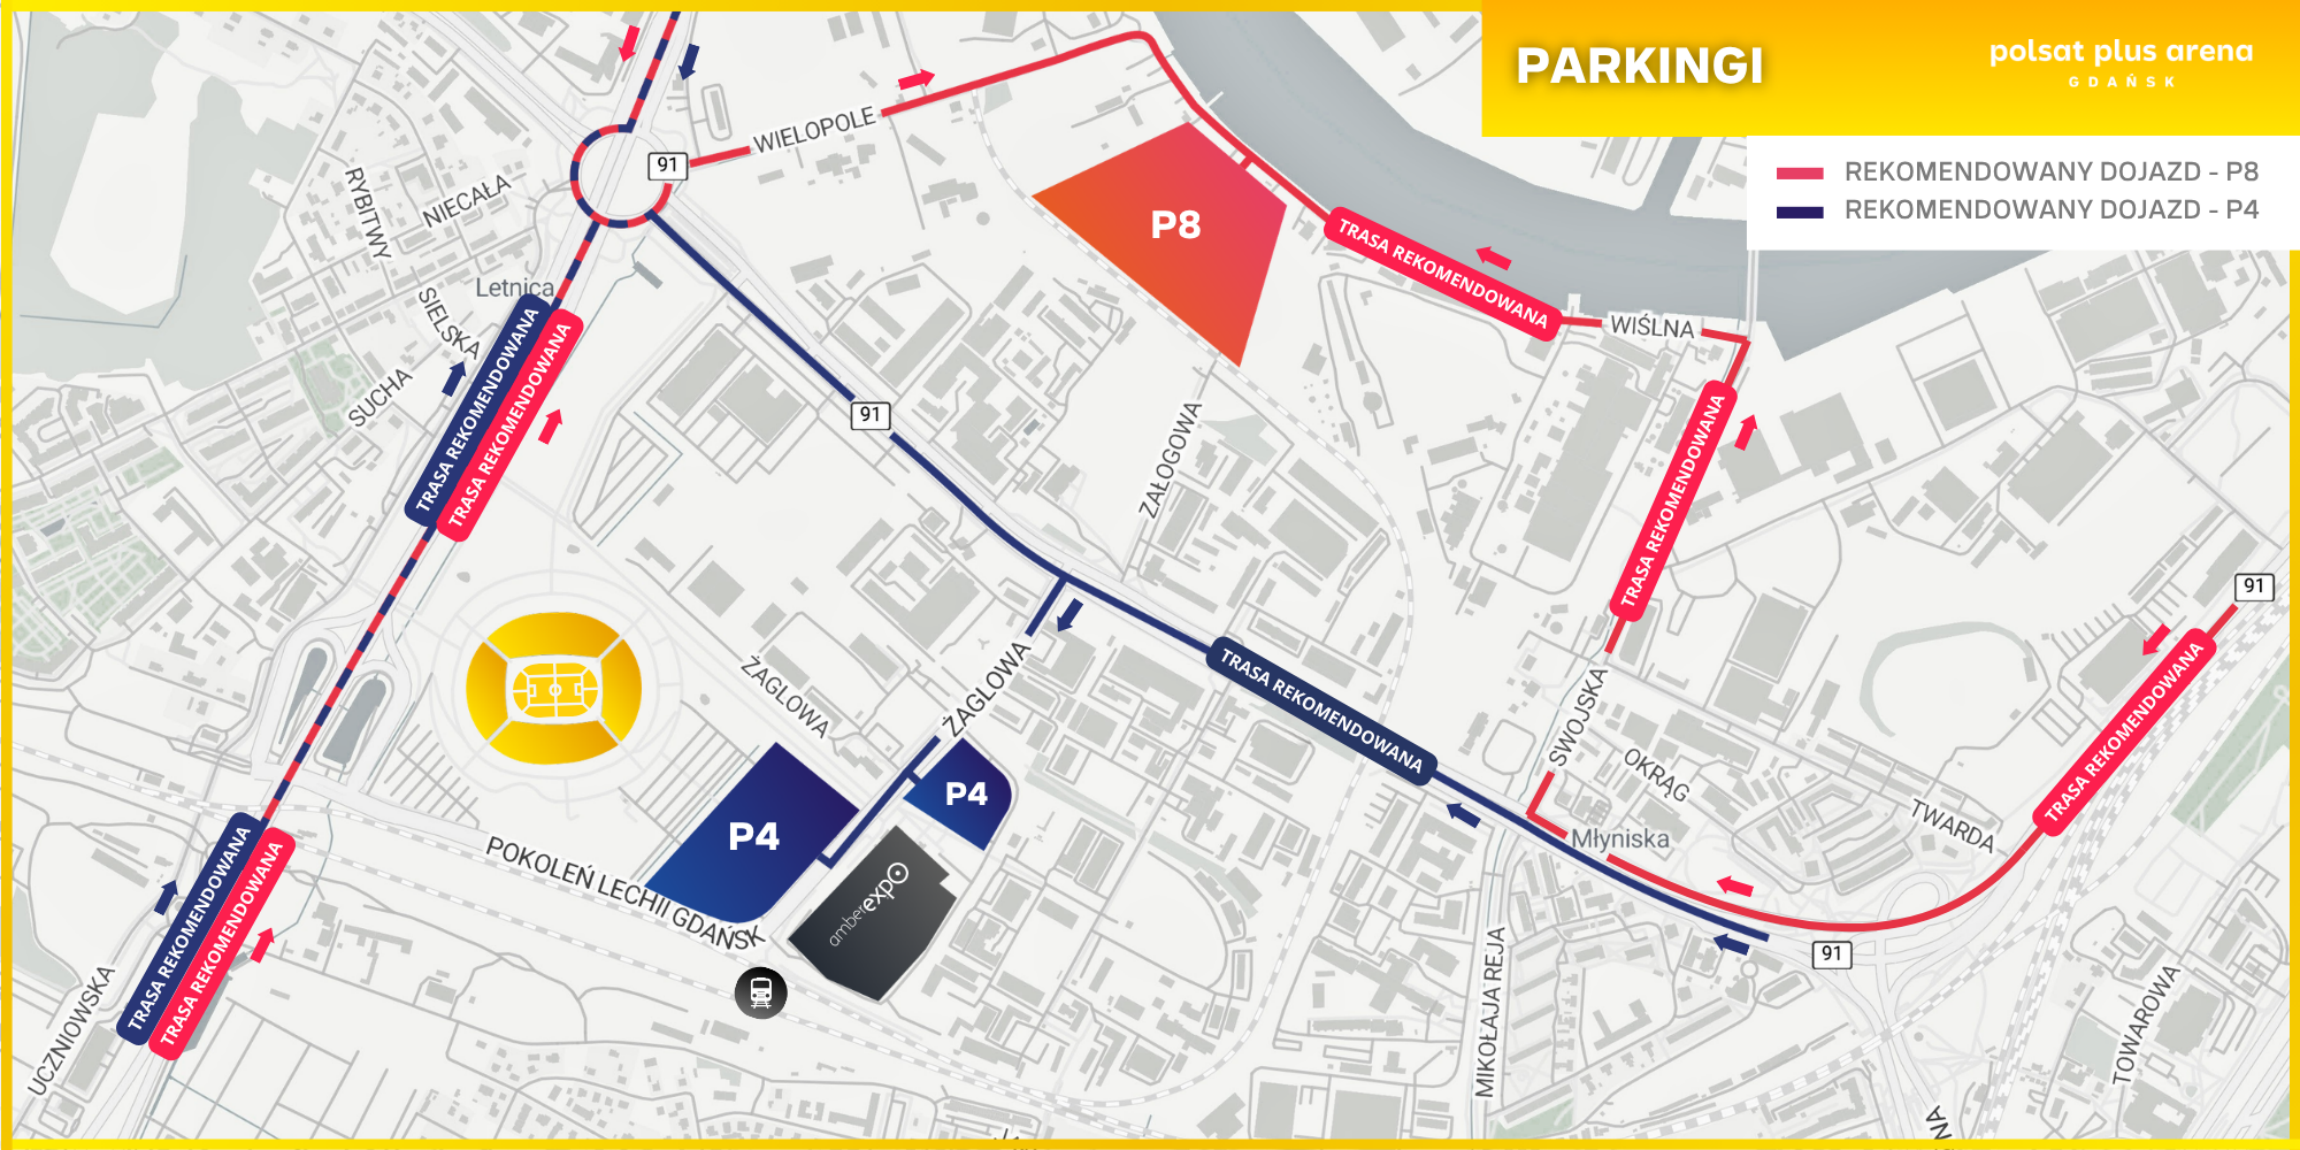 PARKINGI
polsat plus arena
GDAŃSK
REKOMENDOWANY DOJAZD - P8
REKOMENDOWANY DOJAZD - P4
91
WIELOPOLE
RYBITWY
NIECAŁA
P8
TRASA REKOMENDOWANA
Letnica
SIELSKA
WIŚLNA
TRASA REKOMENDOWANA
TRASA REKOMENDOWANA
SUCHA
91
ZAŁOGOWA
TRASA REKOMENDOWANA
91
ŻAGLOWA
ŻAGLOWA
TRASA REKOMENDOWANA
SWOJSKA
OKRĄG
TRASA REKOMENDOWANA
P4
P4
TWARDA
Młyniska
POKOLEŃ LECHII GDAŃSK
amberexpo
TRASA REKOMENDOWANA
TRASA REKOMENDOWANA
91
MIKOŁAJA REJA
UCZNIOWSKA
TOWAROWA